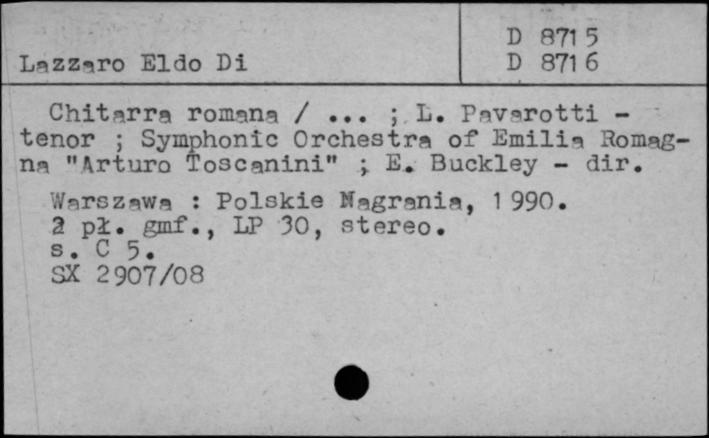 D 8715
Lazzaro Eldo Di D 8716
Chitarra romana / ... ; L. Pavarotti -
tenor ; Symphonic Orchestra of Emilia Romag-
na "Arturo Toscanini" ; E. Buckley - dir.
Warszawa : Polskie Nagrania, 1990.
2 pł. gmf., LP 30, stereo.
s. C 5.
SX 2907/08